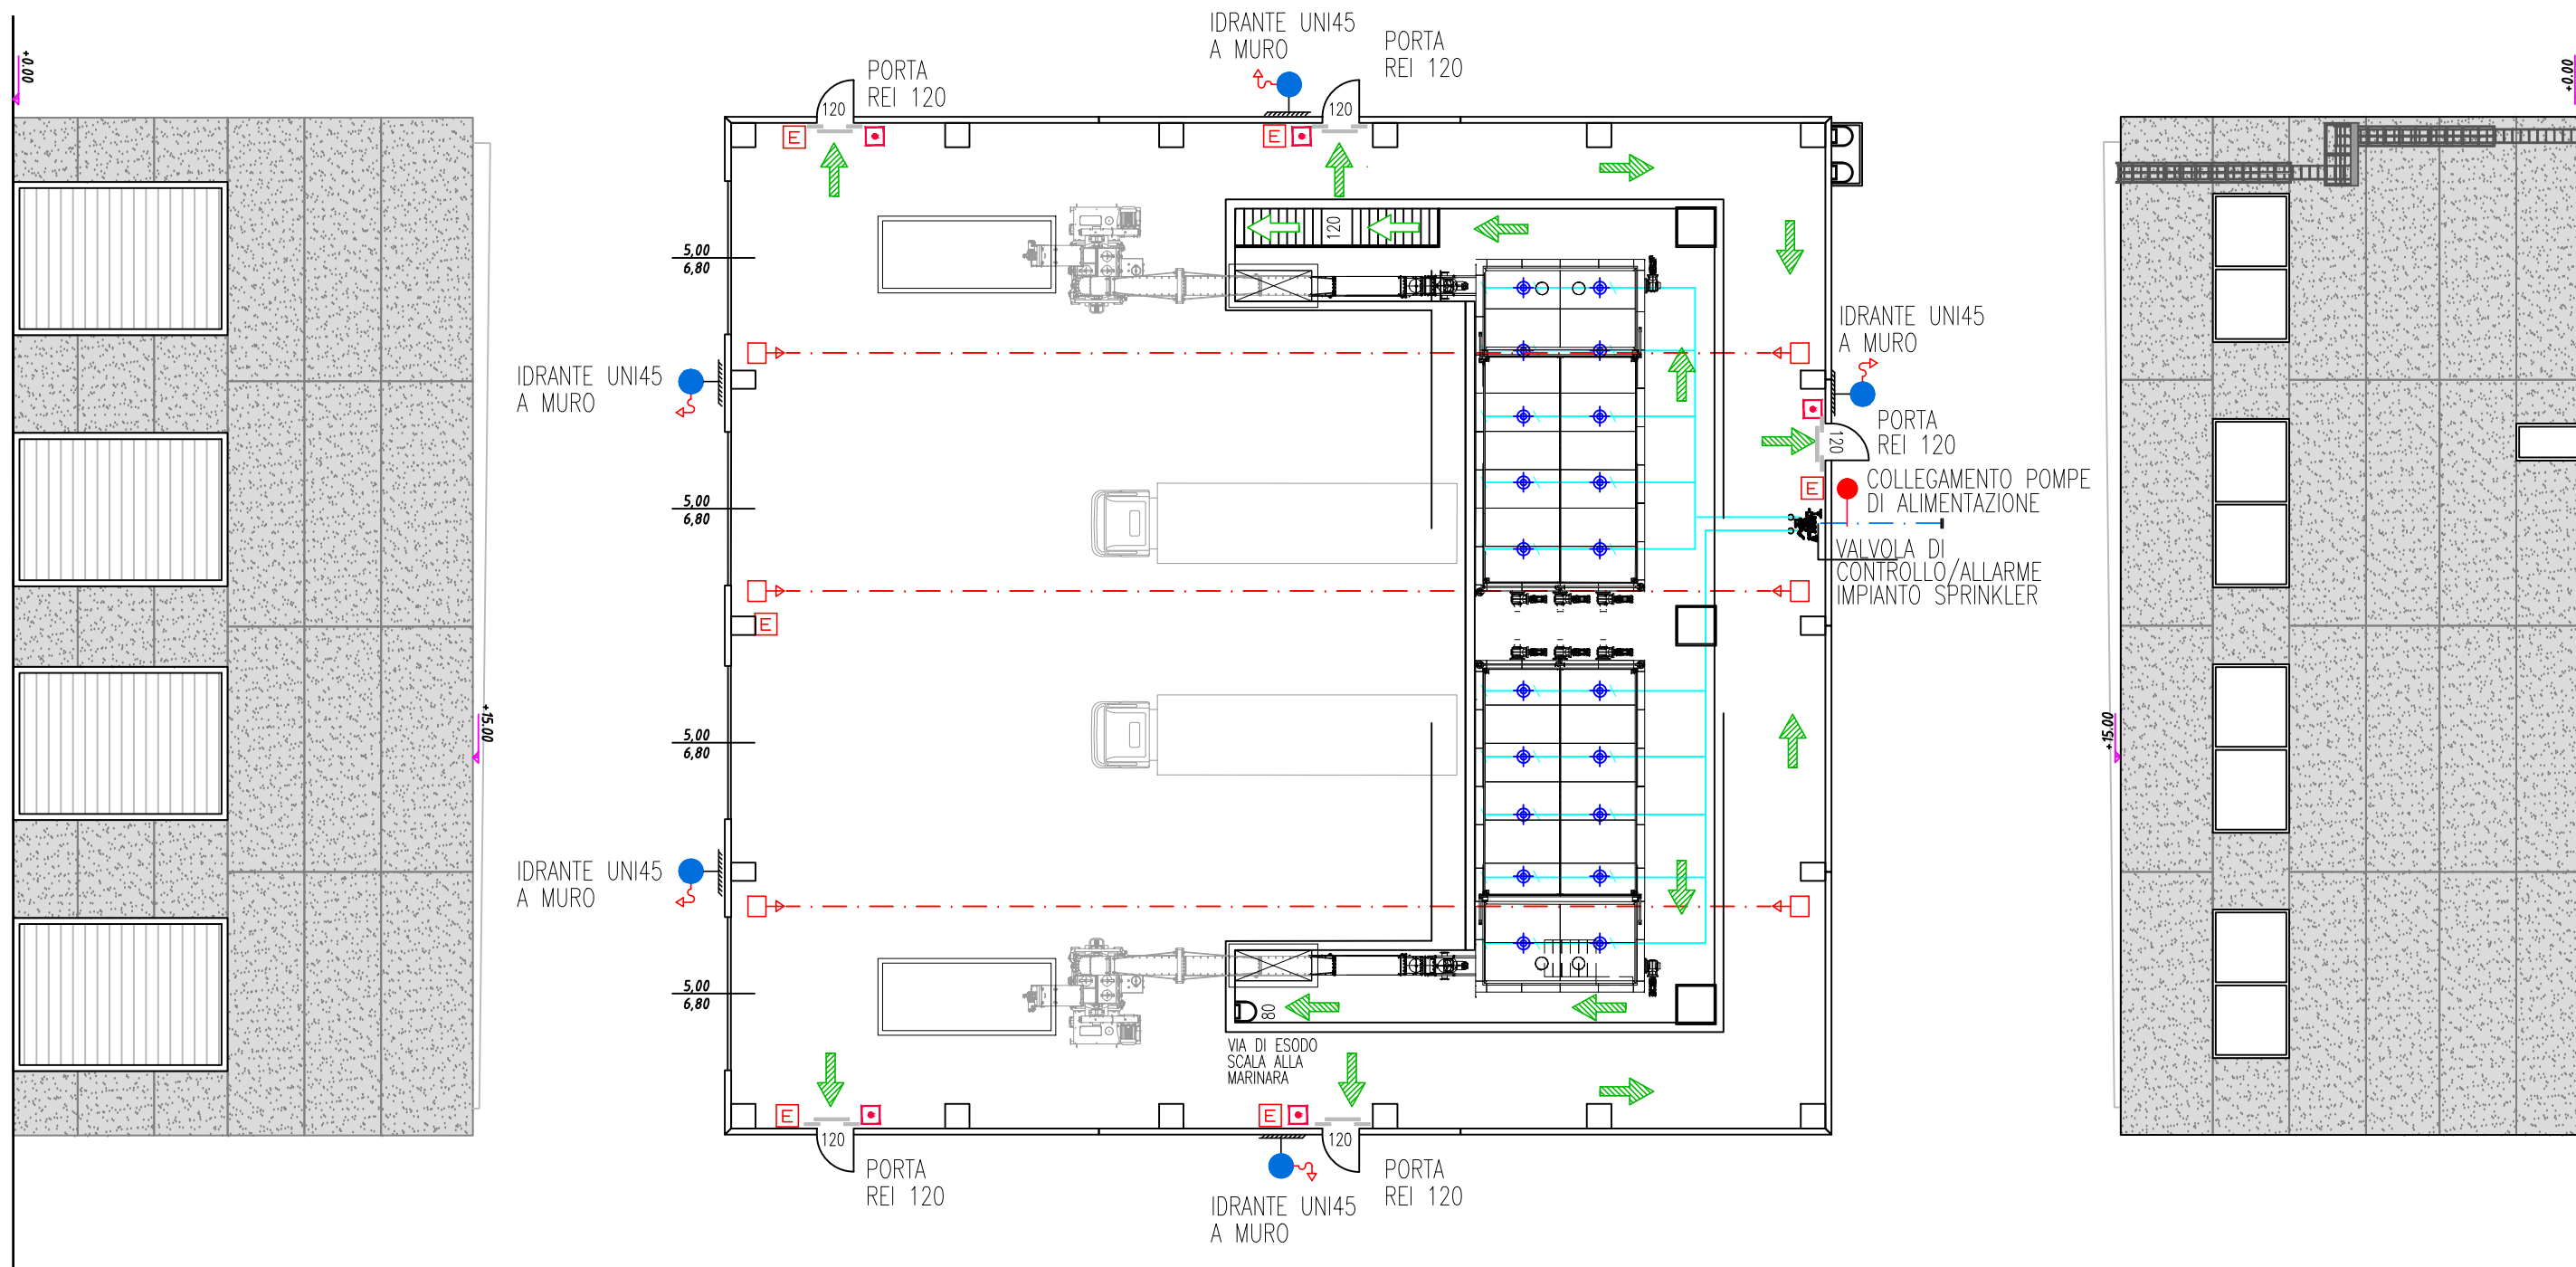 IDRANTE UNI45
A MURO
PORTA
REI 120
PORTA
REI 120
+0.00
+0.00
120
120
E
E
120
5,00
6,80
IDRANTE UNI45
A MURO
IDRANTE UNI45
A MURO
PORTA
REI 120
120
E
COLLEGAMENTO POMPE
DI ALIMENTAZIONE
5,00
6,80
VALVOLA DI
CONTROLLO/ALLARME
IMPIANTO SPRINKLER
E
+15.00
+15.00
5,00
6,80
IDRANTE UNI45
A MURO
5,00
6,80
80
VIA DI ESODO
SCALA ALLA
MARINARA
E
E
120
120
PORTA
REI 120
PORTA
REI 120
IDRANTE UNI45
A MURO